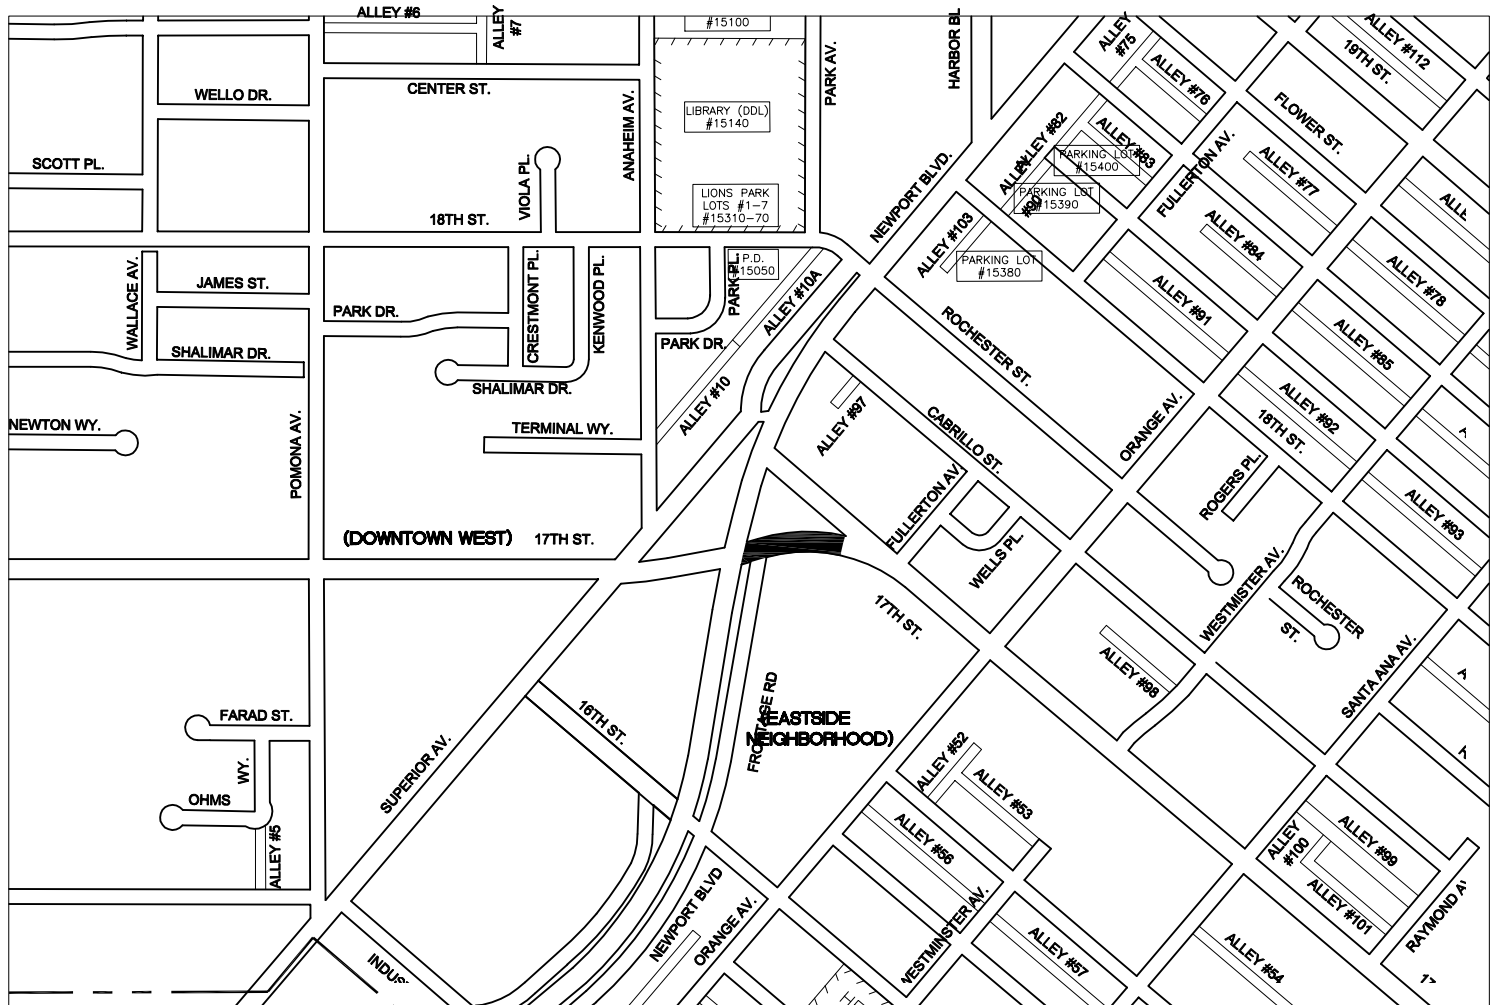 ALLEY #6
ALLEY
#7
#15100
PARK AV.
HARBOR BL
ALLEY
#75
ALLEY #76
ALLEY #112
19TH ST.
WELLO DR.
CENTER ST.
ANAHEIM AV.
LIBRARY (DDL)
#15140
FLOWER ST.
SCOTT PL.
VIOLA PL.
18TH ST.
LIONS PARK
LOTS #1-7
#15310-70
NEWPORT BLVD.
ALLEY #82
ALLEY #83
PARKING LOT
#15400
ALLEY
#90
PARKING LOT
#15390
FULLERTON AV.
ALLEY #77
ALLEY #84
ALLE
WALLACE AV.
JAMES ST.
PARK DR.
CRESTMONT PL.
KENWOOD PL.
PARK PL.
P.D.
#15050
ALLEY #10A
ALLEY #103
PARKING LOT
#15380
ALLEY #91
ALLEY #78
SHALIMAR DR.
SHALIMAR DR.
PARK DR.
ALLEY #10
ROCHESTER ST.
ALLEY #85
NEWTON WY.
POMONA AV.
TERMINAL WY.
ALLEY #97
CABRILLO ST.
ORANGE AV.
ALLEY #92
18TH ST.
ROGERS PL.
ALLEY #93
(DOWNTOWN WEST)
17TH ST.
FULLERTON AV.
WELLS PL.
WESTMISTER AV.
ROCHESTER
ST.
17TH ST.
ALLEY #98
SANTA ANA AV.
FARAD ST.
WY.
OHMS
ALLEY #5
SUPERIOR AV.
16TH ST.
FRONTAGE RD
(EASTSIDE
NEIGHBORHOOD)
ALLEY #52
ALLEY #53
ALLEY #56
ALLEY
#100
ALLEY #99
ALLEY #101
RAYMOND A
NEWPORT BLVD
ORANGE AV.
WESTMINSTER AV.
ALLEY #57
ALLEY #54
INDUS
17